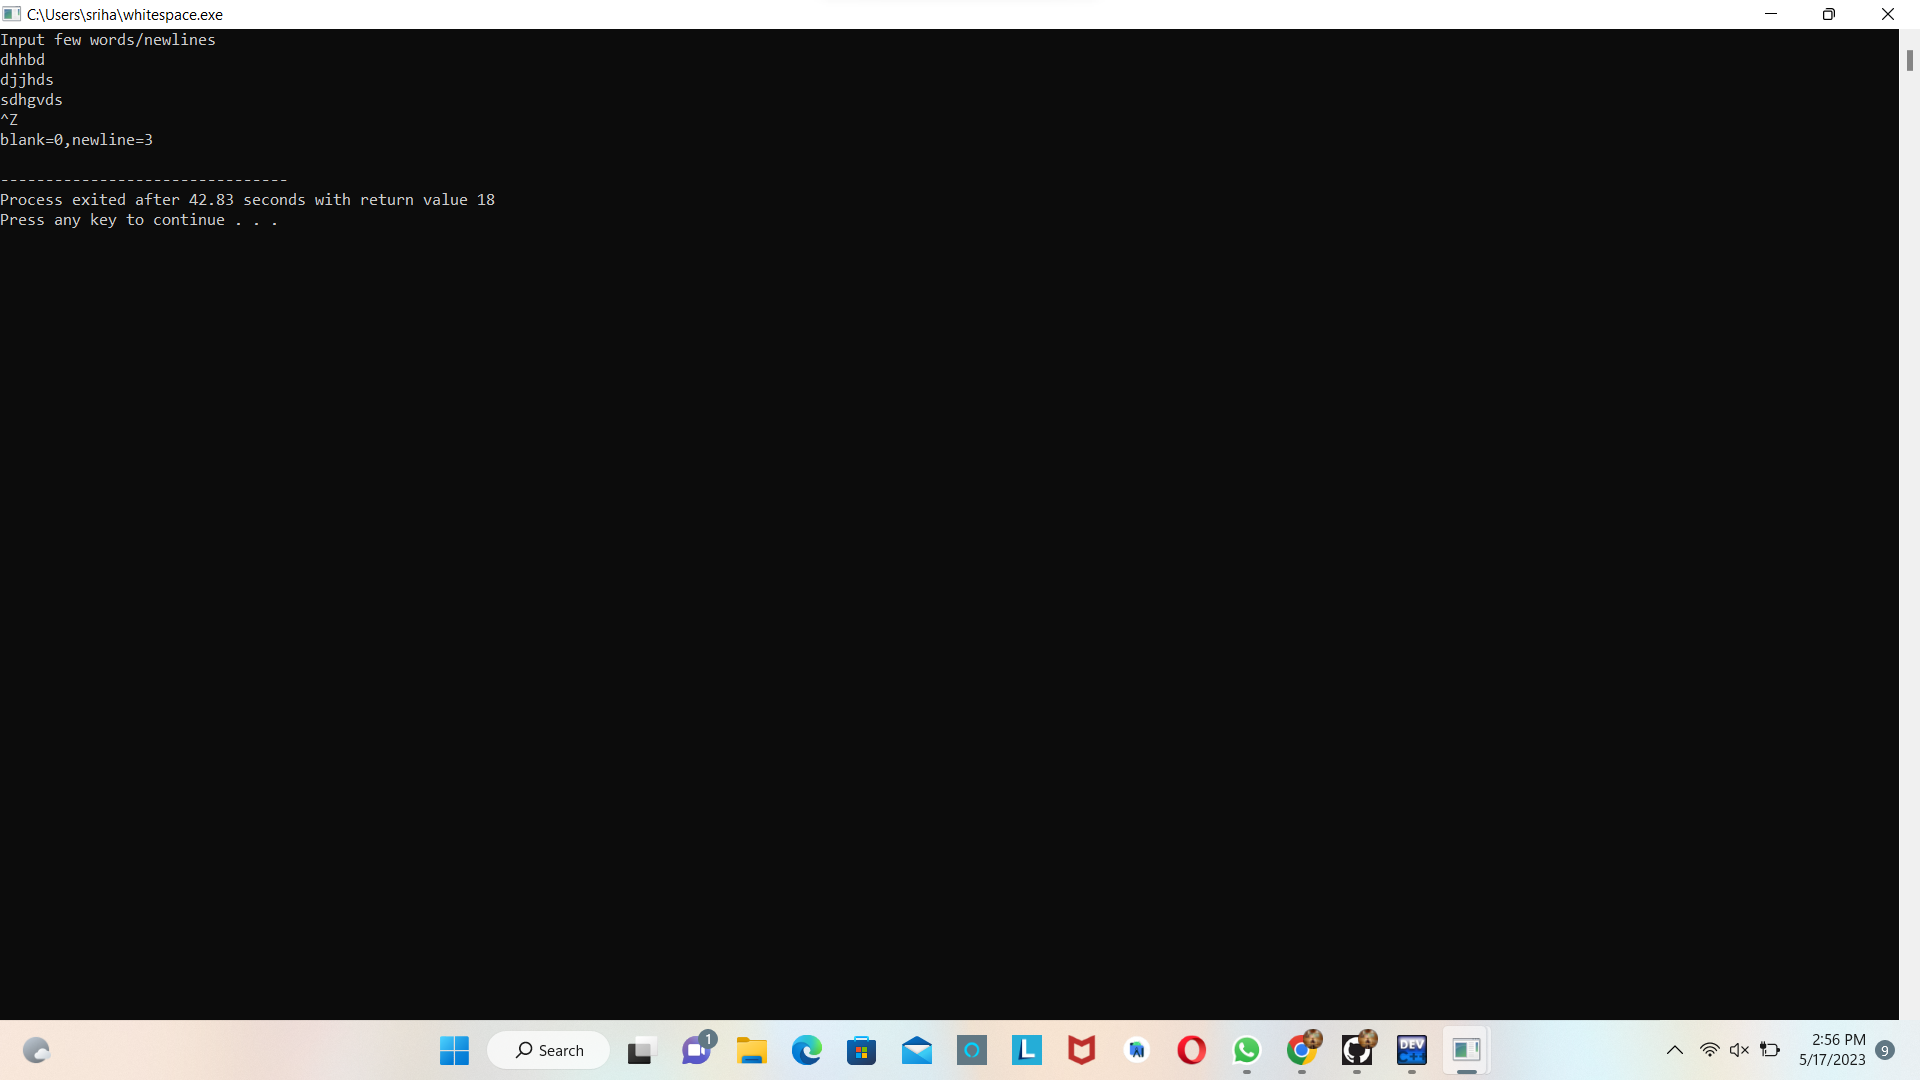 C:\Users\sriha\whitespace.exe
Input few words/newlines
dhhbd
djjhds
sdhgvds
^Z
blank=0,newline=3
--------------------------------
Process exited after 42.83 seconds with return value 18
Press any key to continue . . .
Search
1
L
AI
DEV
C++
2:56 PM
5/17/2023
9